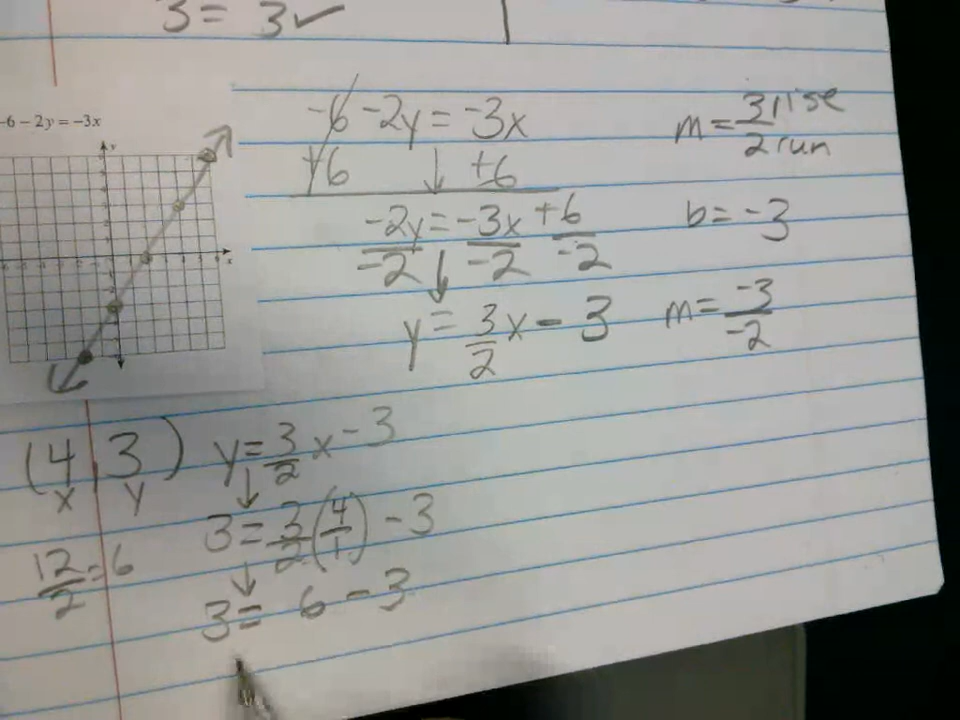 3 = 3✓
-6 - 2y = -3x
y
x
-6 -2y = -3x
+6 ↓ +6
-2y = -3x + 6
-2 ↓ -2 -2
y = 3/2 x - 3
m = 3 rise
2 run
b = -3
m = -3
-2
(4, 3) y = 3/2 x - 3
x y ↓
3 = 3/2 (4/1) - 3
12/2 = 6 ↓
3 = 6 - 3